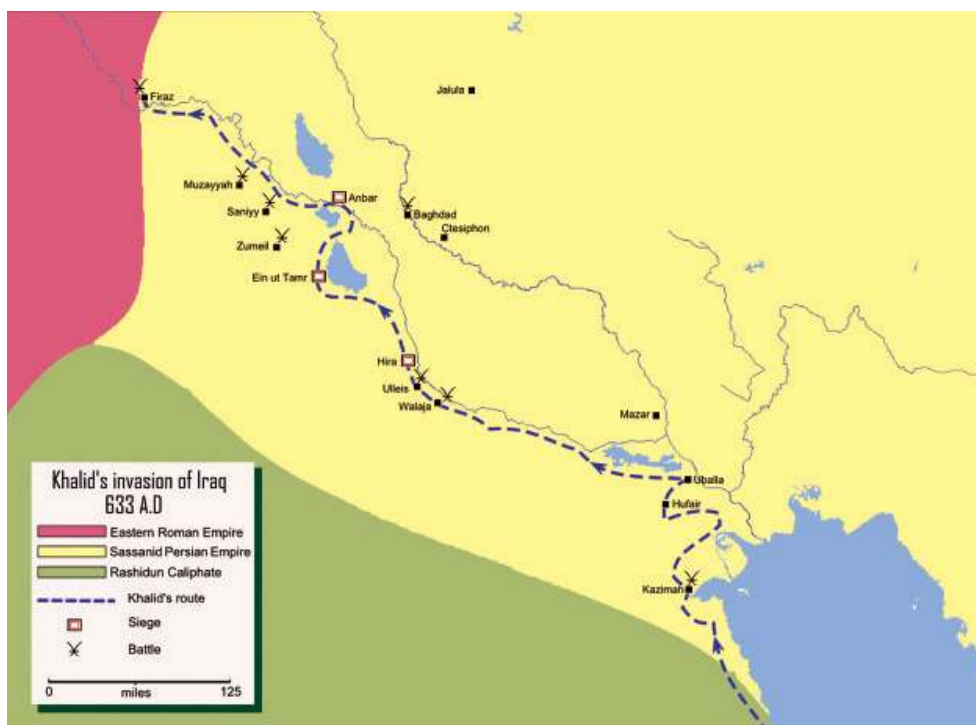 Firaz
Jalula
Muzayyah
Anbar
Saniyy
Baghdad
Ctesiphon
Zumeil
Ein ut Tamr
Hira
Ulleis
Walaja
Mazar
Uballa
Hufair
Kazimah
Khalid's invasion of Iraq
633 A.D
Eastern Roman Empire
Sassanid Persian Empire
Rashidun Caliphate
Khalid's route
Siege
Battle
0 miles 125